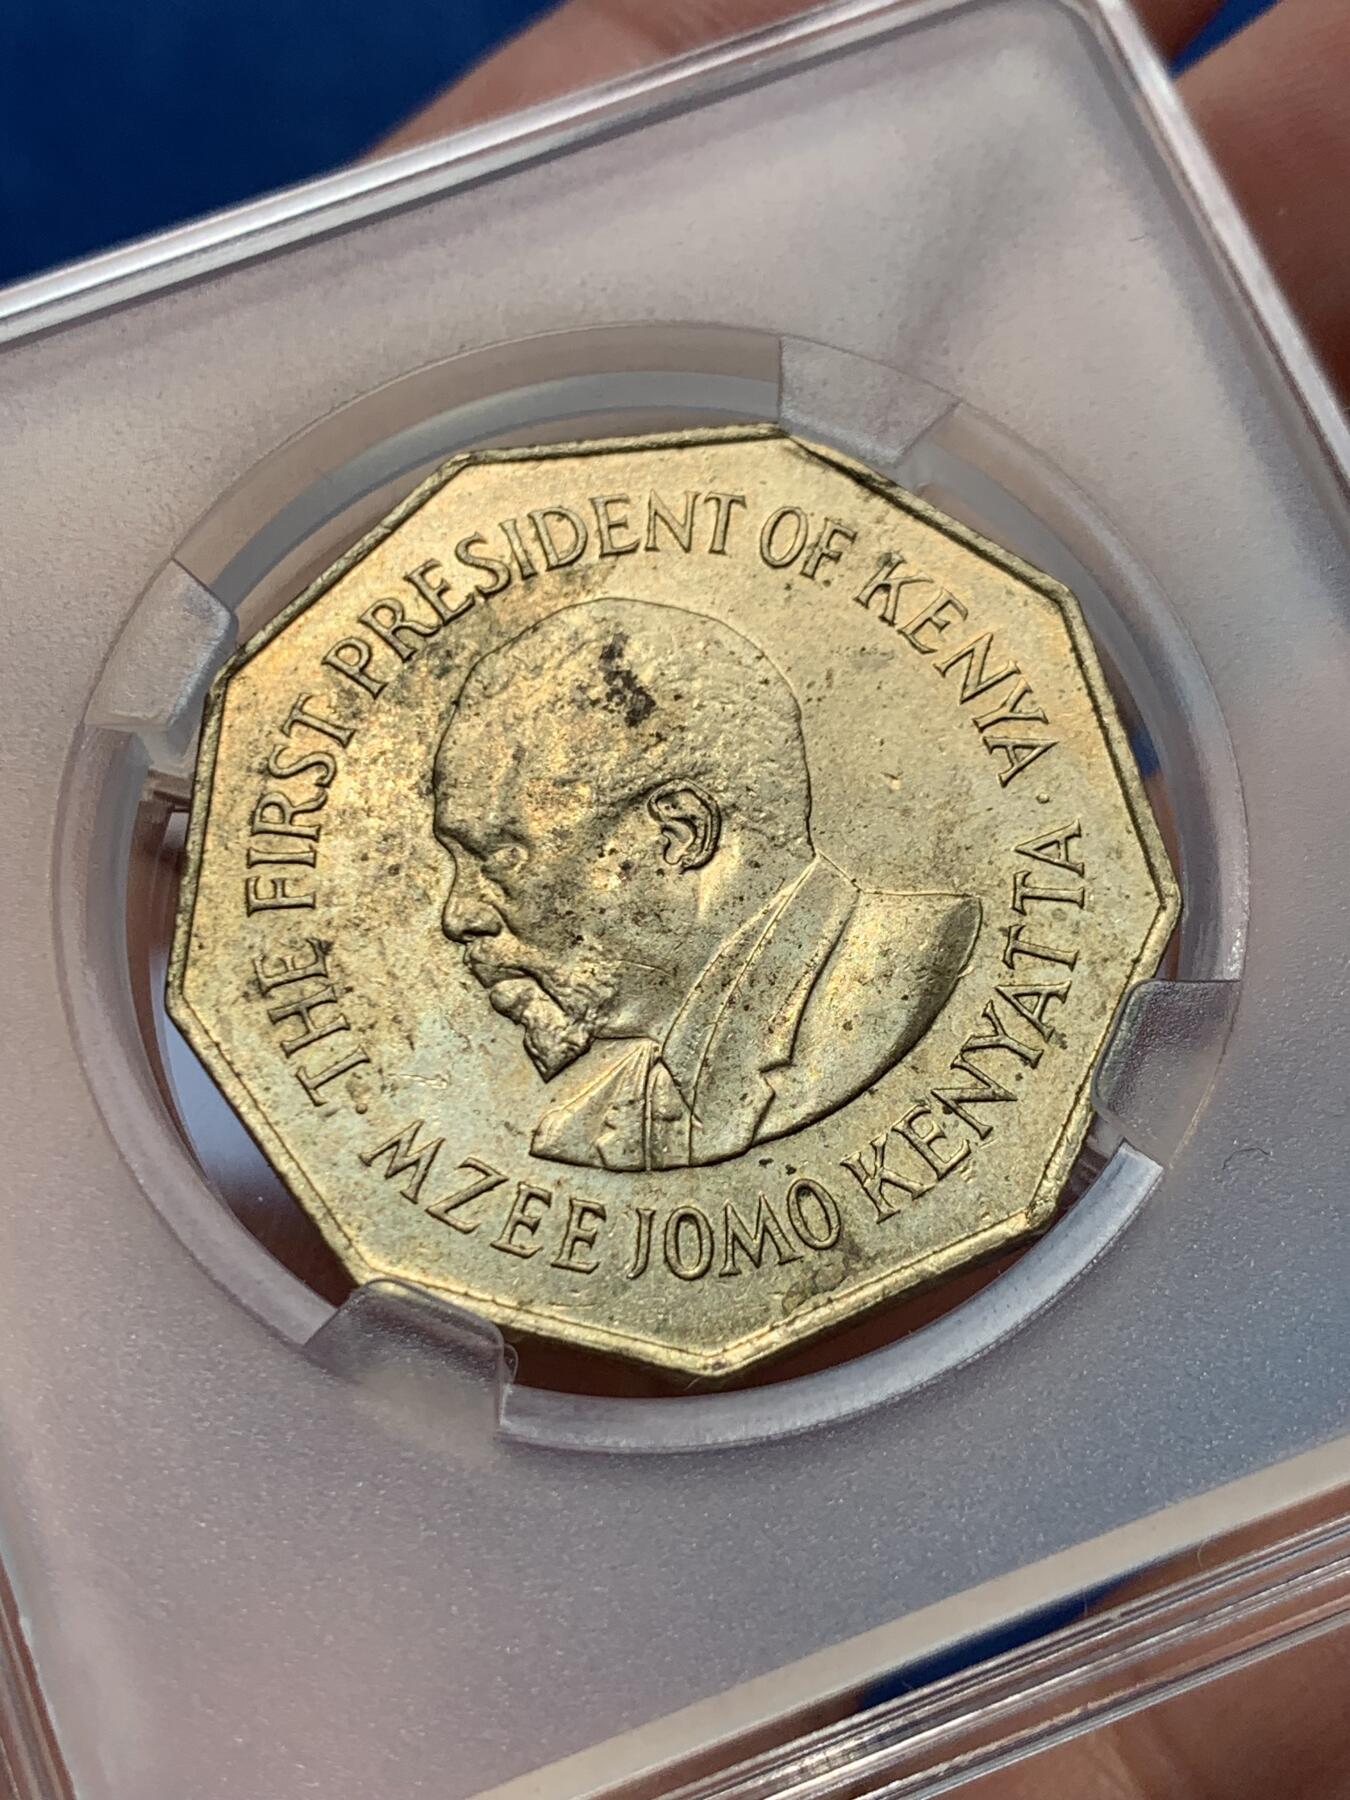 · THE FIRST PRESIDENT OF KENYA ·
MZEE JOMO KENYATTA